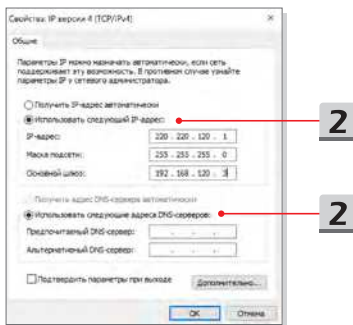 Свойства: IP версии 4 (TCP/IPv4)
Общие
Параметры IP можно назначать автоматически, если сеть
поддерживает эту возможность. В противном случае узнайте
параметры IP у сетевого администратора.
Получить IP-адрес автоматически
Использовать следующий IP-адрес:
2
IP-адрес: 220 . 220 . 120 . 1
Маска подсети: 255 . 255 . 255 . 0
Основной шлюз: 192 . 168 . 120 . 3
Получить адрес DNS-сервера автоматически
Использовать следующие адреса DNS-серверов:
2
Предпочитаемый DNS-сервер: . . .
Альтернативный DNS-сервер: . . .
Подтвердить параметры при выходе
Дополнительно...
OK Отмена